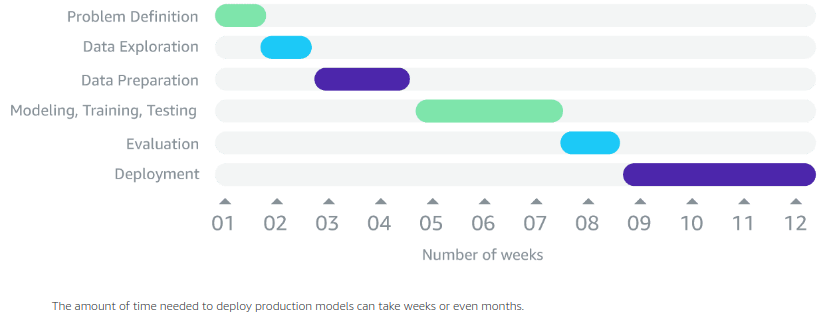 Problem Definition
Data Exploration
Data Preparation
Modeling, Training, Testing
Evaluation
Deployment
01 02 03 04 05 06 07 08 09 10 11 12
Number of weeks
The amount of time needed to deploy production models can take weeks or even months.